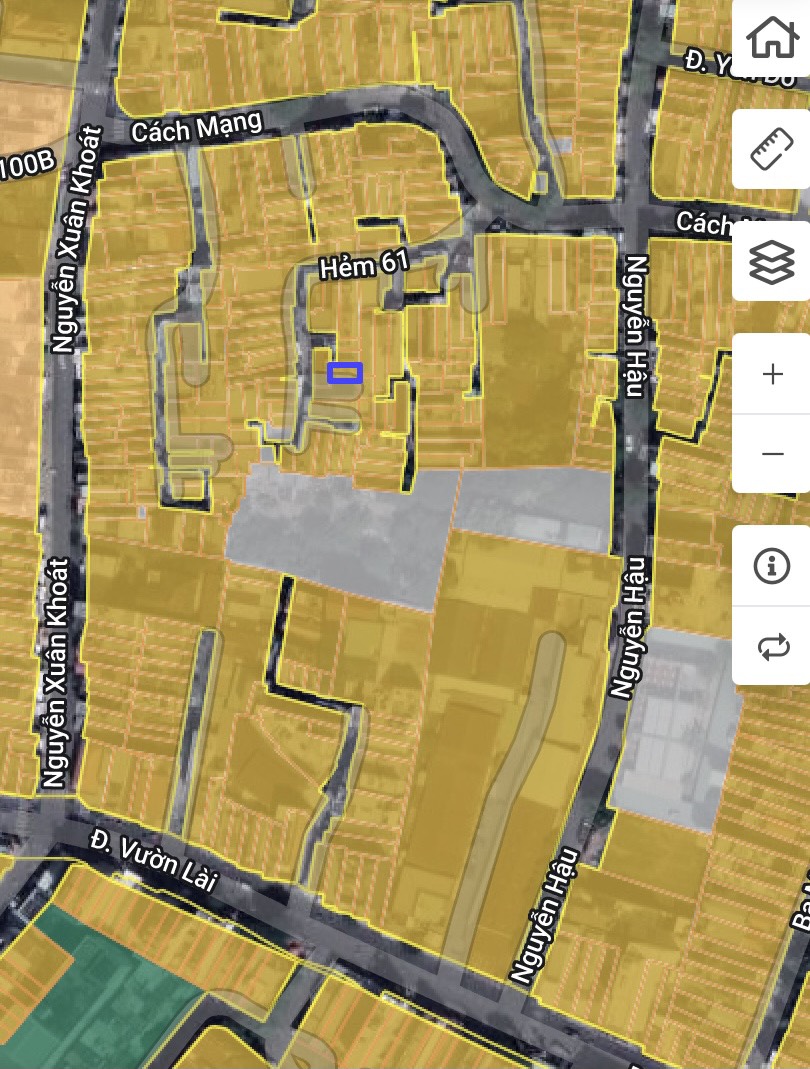 Đ. Yên Đỗ
Cách Mạng
100B
Nguyễn Xuân Khoát
Cách
Hẻm 61
Nguyễn Hậu
Nguyễn Xuân Khoát
Nguyễn Hậu
Đ. Vườn Lài
Nguyễn Hậu